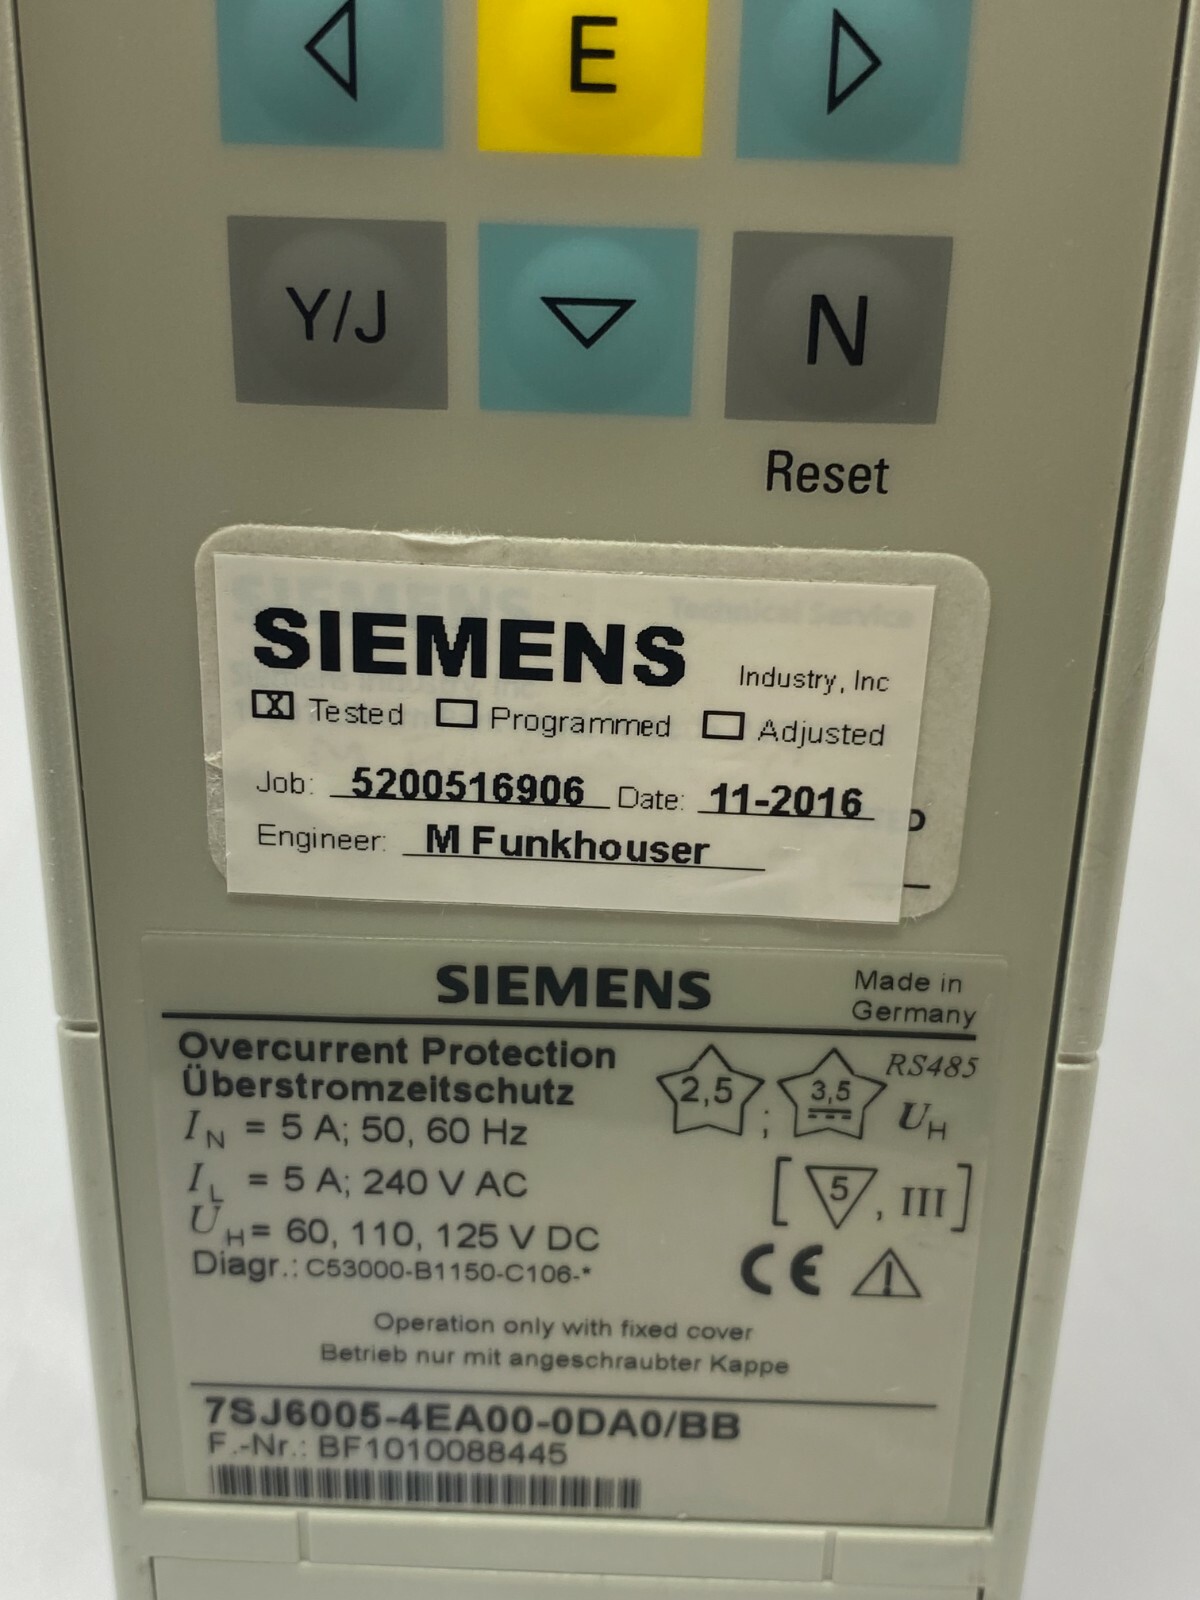 E
Y/J
N
Reset
SIEMENS Technical Service
SIEMENS Industry, Inc
X Tested Programmed Adjusted
Job: 5200516906 Date: 11-2016
Engineer: M Funkhouser
SIEMENS
Made in
Germany
Overcurrent Protection
Überstromzeitschutz
2,5 ; 3,5 RS485
UH
IN = 5 A; 50, 60 Hz
IL = 5 A; 240 V AC
[ 5 , III ]
UH = 60, 110, 125 V DC
Diagr.: C53000-B1150-C106-*
CE !
Operation only with fixed cover
Betrieb nur mit angeschraubter Kappe
7SJ6005-4EA00-0DA0/BB
F.-Nr.: BF1010088445